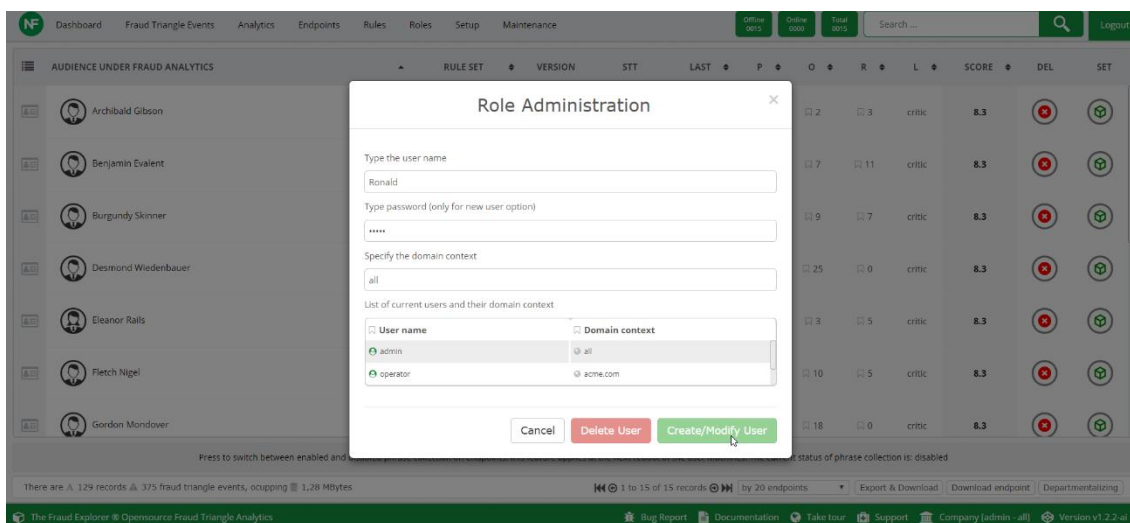 NF Dashboard Fraud Triangle Events Analytics Endpoints Rules Roles Setup Maintenance Offline 0015 Online 0000 Total 0015 Search ... Logout
AUDIENCE UNDER FRAUD ANALYTICS RULE SET VERSION STT LAST P O R L SCORE DEL SET
Role Administration ×
Archibald Gibson 2 3 critic 8.3
Type the user name
Benjamin Evalent 7 11 critic 8.3
Ronald
Type password (only for new user option)
Burgundy Skinner 9 7 critic 8.3
•••••
Specify the domain context
Desmond Wiedenbauer 25 0 critic 8.3
all
List of current users and their domain context
Eleanor Rails 3 5 critic 8.3
User name Domain context
admin all
operator acme.com
Fletch Nigel 10 5 critic 8.3
Gordon Mondover 18 0 critic 8.3
Cancel Delete User Create/Modify User
Press to switch between enabled and status of phrase collection is: disabled
There are 129 records 375 fraud triangle events, ocupping 1,28 MBytes 1 to 15 of 15 records by 20 endpoints Export & Download Download endpoint Departmentalizing
The Fraud Explorer ® Opensource Fraud Triangle Analytics Bug Report Documentation Take tour Support Company [admin - all] Version v1.2.2-ai